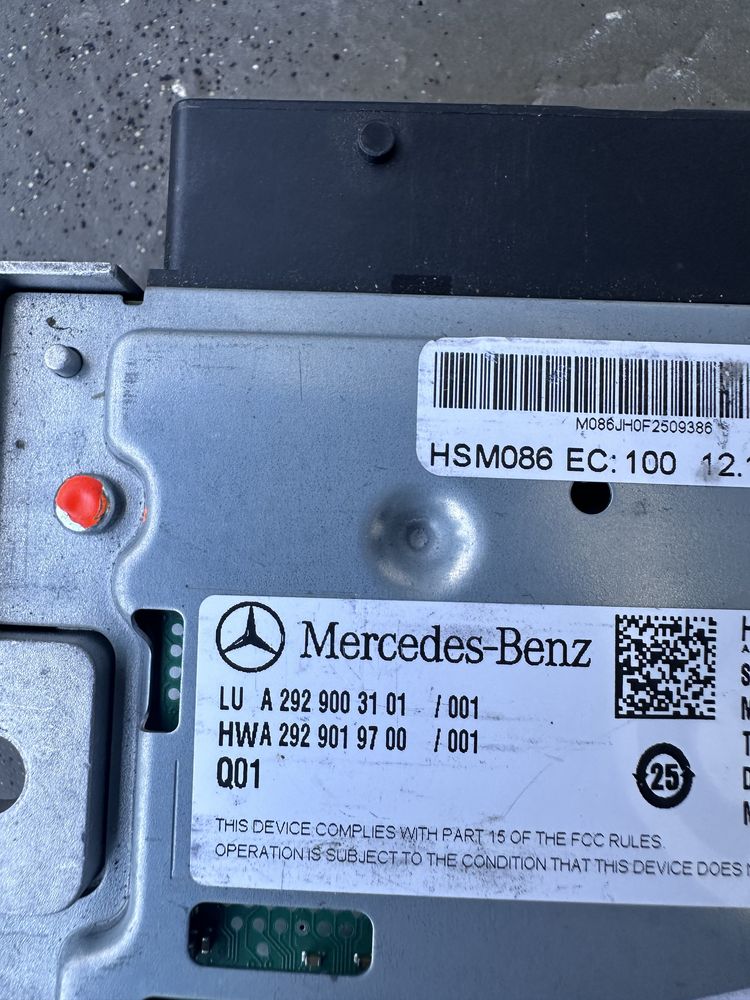 M086JH0F2509386
HSM086 EC: 100 12.
Mercedes-Benz
LU A 292 900 31 01 / 001
HWA 292 901 97 00 / 001
Q01
25
THIS DEVICE COMPLIES WITH PART 15 OF THE FCC RULES.
OPERATION IS SUBJECT TO THE CONDITION THAT THIS DEVICE DOES